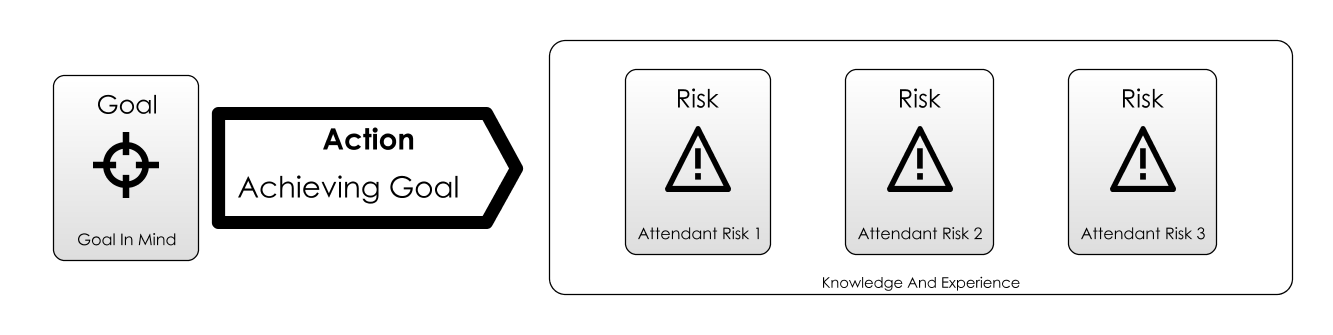 Goal
Goal In Mind
Action
Achieving Goal
Risk
Attendant Risk 1
Risk
Attendant Risk 2
Risk
Attendant Risk 3
Knowledge And Experience